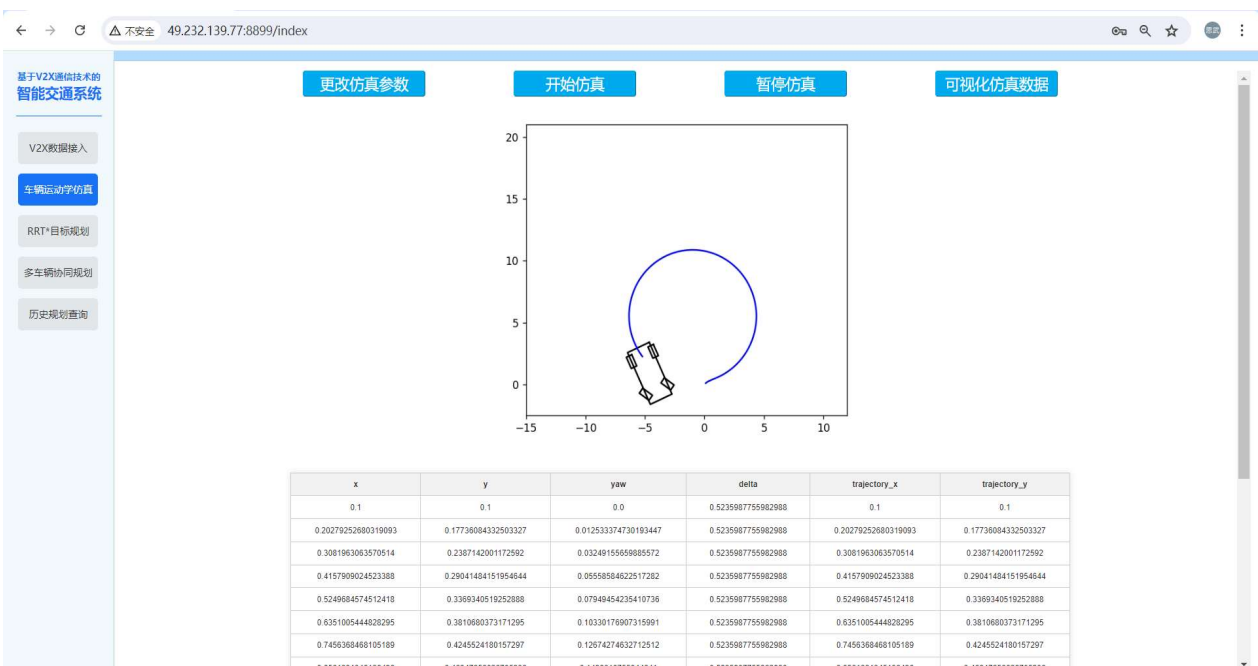 不安全 49.232.139.77:8899/index
基于V2X通信技术的
智能交通系统
V2X数据接入
车辆运动学仿真
RRT*目标规划
多车辆协同规划
历史规划查询
更改仿真参数 开始仿真 暂停仿真 可视化仿真数据
20
15
10
5
0
−15 −10 −5 0 5 10
x y yaw delta trajectory_x trajectory_y
0.1 0.1 0.0 0.5235987755982988 0.1 0.1
0.20279252680319093 0.17736084332503327 0.012533374730193447 0.5235987755982988 0.20279252680319093 0.17736084332503327
0.3081963063570514 0.2387142001172592 0.03249155659885572 0.5235987755982988 0.3081963063570514 0.2387142001172592
0.4157909024523388 0.29041484151954644 0.05558584622517282 0.5235987755982988 0.4157909024523388 0.29041484151954644
0.5249684574512418 0.3369340519252888 0.07949454235410736 0.5235987755982988 0.5249684574512418 0.3369340519252888
0.6351005444828295 0.3810680373171295 0.10330176907315991 0.5235987755982988 0.6351005444828295 0.3810680373171295
0.7456368468105189 0.4245524180157297 0.12674274632712512 0.5235987755982988 0.7456368468105189 0.4245524180157297